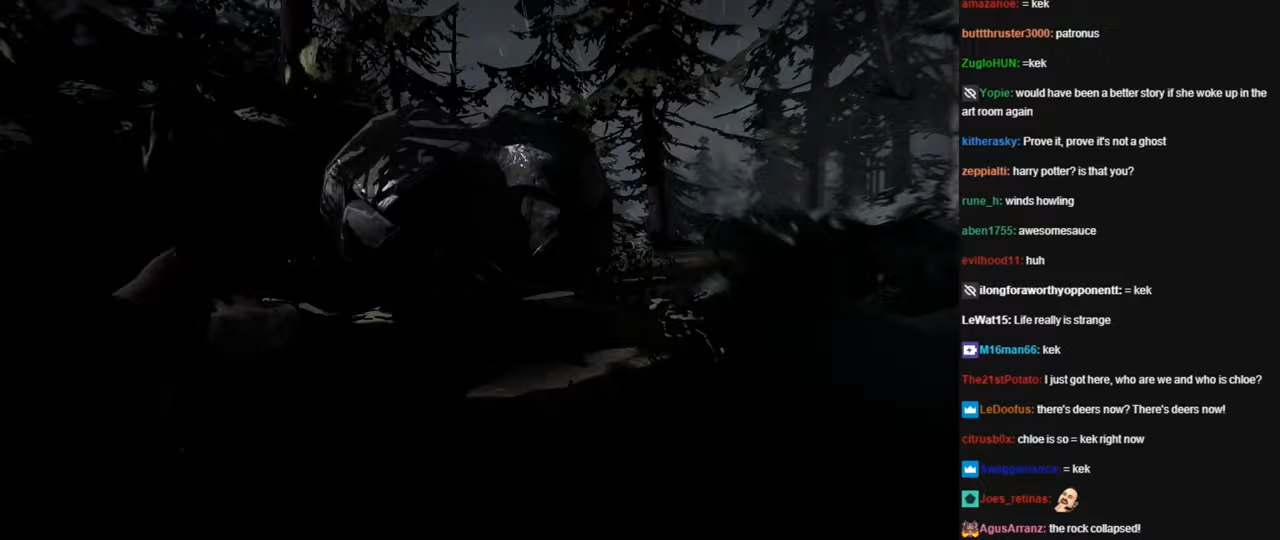 amazanoe: = kek
buttthruster3000: patronus
ZugloHUN: =kek
Yopie: would have been a better story if she woke up in the
art room again
kitherasky: Prove it, prove it's not a ghost
zeppialti: harry potter? is that you?
rune_h: winds howling
aben1755: awesomesauce
evilhood11: huh
ilongforaworthyopponentt: = kek
LeWat15: Life really is strange
M16man66: kek
The21stPotato: I just got here, who are we and who is chloe?
LeDoofus: there's deers now? There's deers now!
citrusb0x: chloe is so = kek right now
= kek
Joes_retinas:
AgusArranz: the rock collapsed!